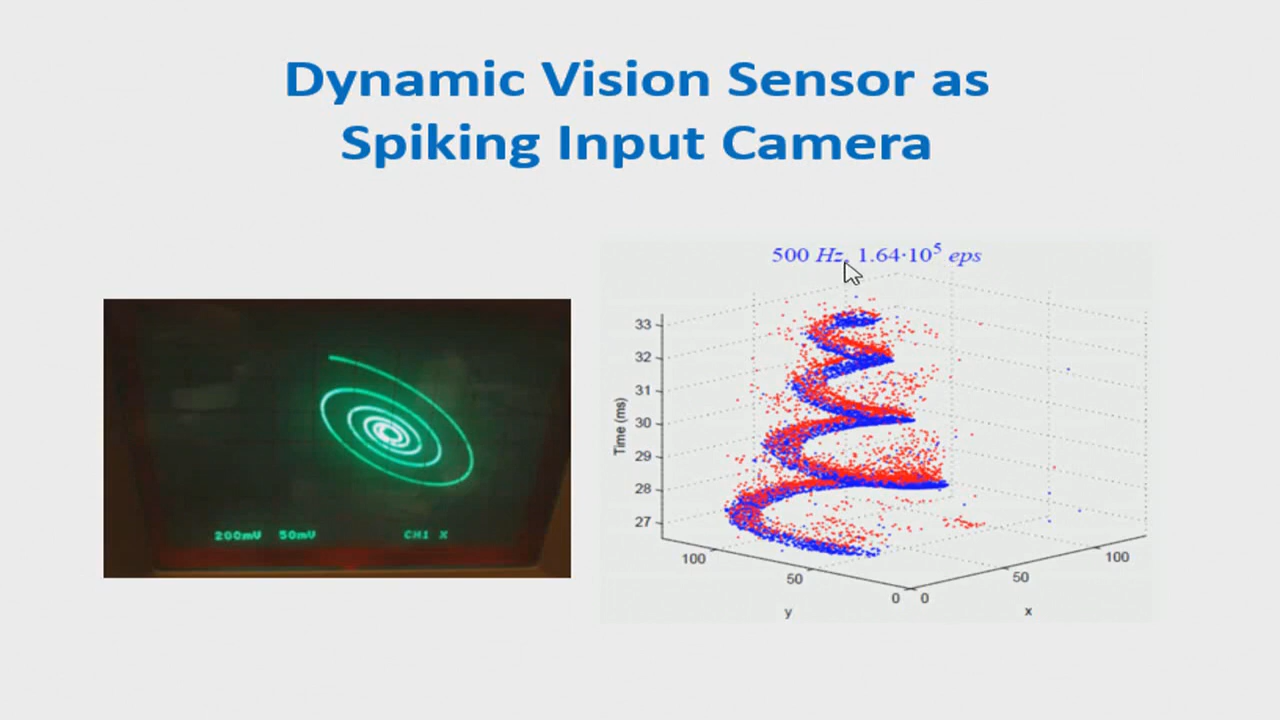 Dynamic Vision Sensor as
Spiking Input Camera
500 Hz, 1.64·10⁵ eps
200mV 50mV CH1 X
Time (ms)
33
32
31
30
29
28
27
100
50
0
y
0
50
100
x